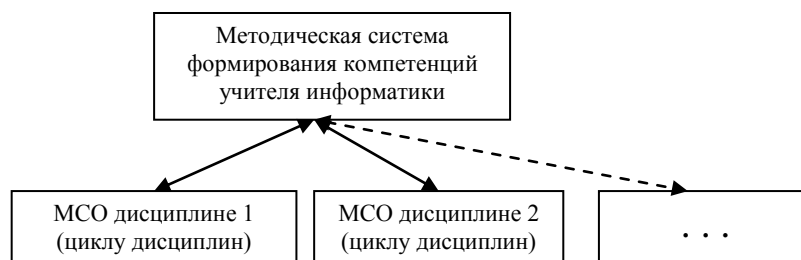 Методическая система
формирования компетенций
учителя информатики
МСО дисциплине 1
(циклу дисциплин)
МСО дисциплине 2
(циклу дисциплин)
. . .